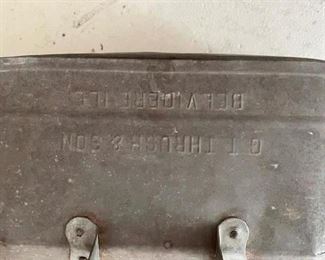 G. T. THRUSH & SON
BELVIDERE ILL